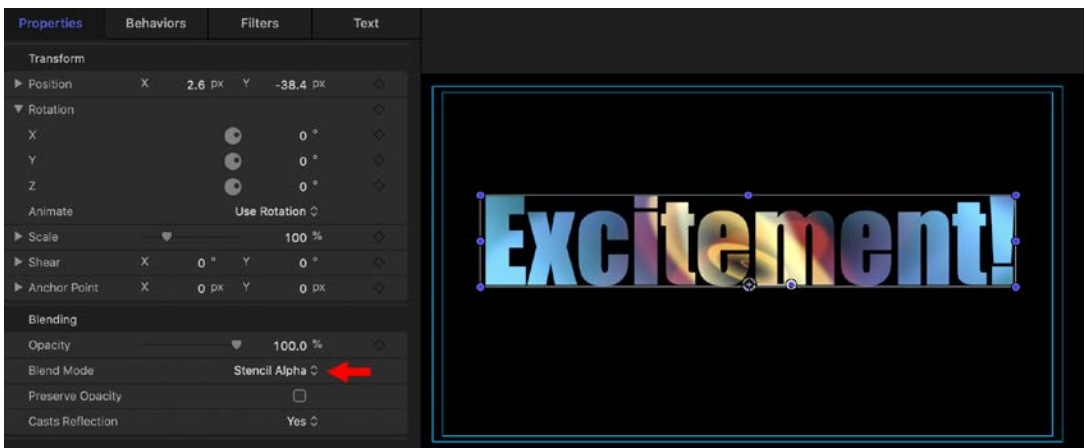 Properties Behaviors Filters Text
Transform
Position X 2.6 px Y -38.4 px
Rotation
X 0 °
Y 0 °
Z 0 °
Animate Use Rotation
Scale 100 %
Shear X 0 ° Y 0 °
Anchor Point X 0 px Y 0 px
Blending
Opacity 100.0 %
Blend Mode Stencil Alpha
Preserve Opacity
Casts Reflection Yes
Excitement!